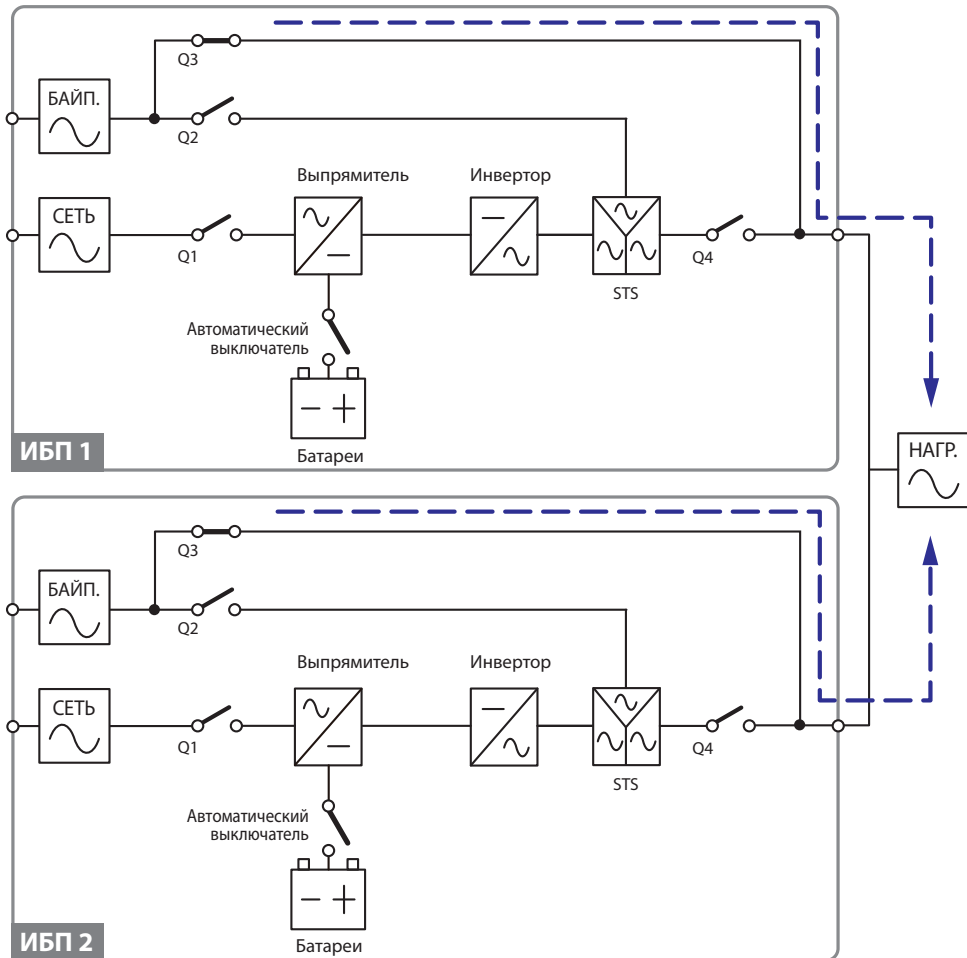 Q3
БАЙП.
Q2
Выпрямитель
Инвертор
СЕТЬ
Q1
Q4
STS
Автоматический
выключатель
Батареи
ИБП 1
НАГР.
Q3
БАЙП.
Q2
Выпрямитель
Инвертор
СЕТЬ
Q1
Q4
STS
Автоматический
выключатель
Батареи
ИБП 2